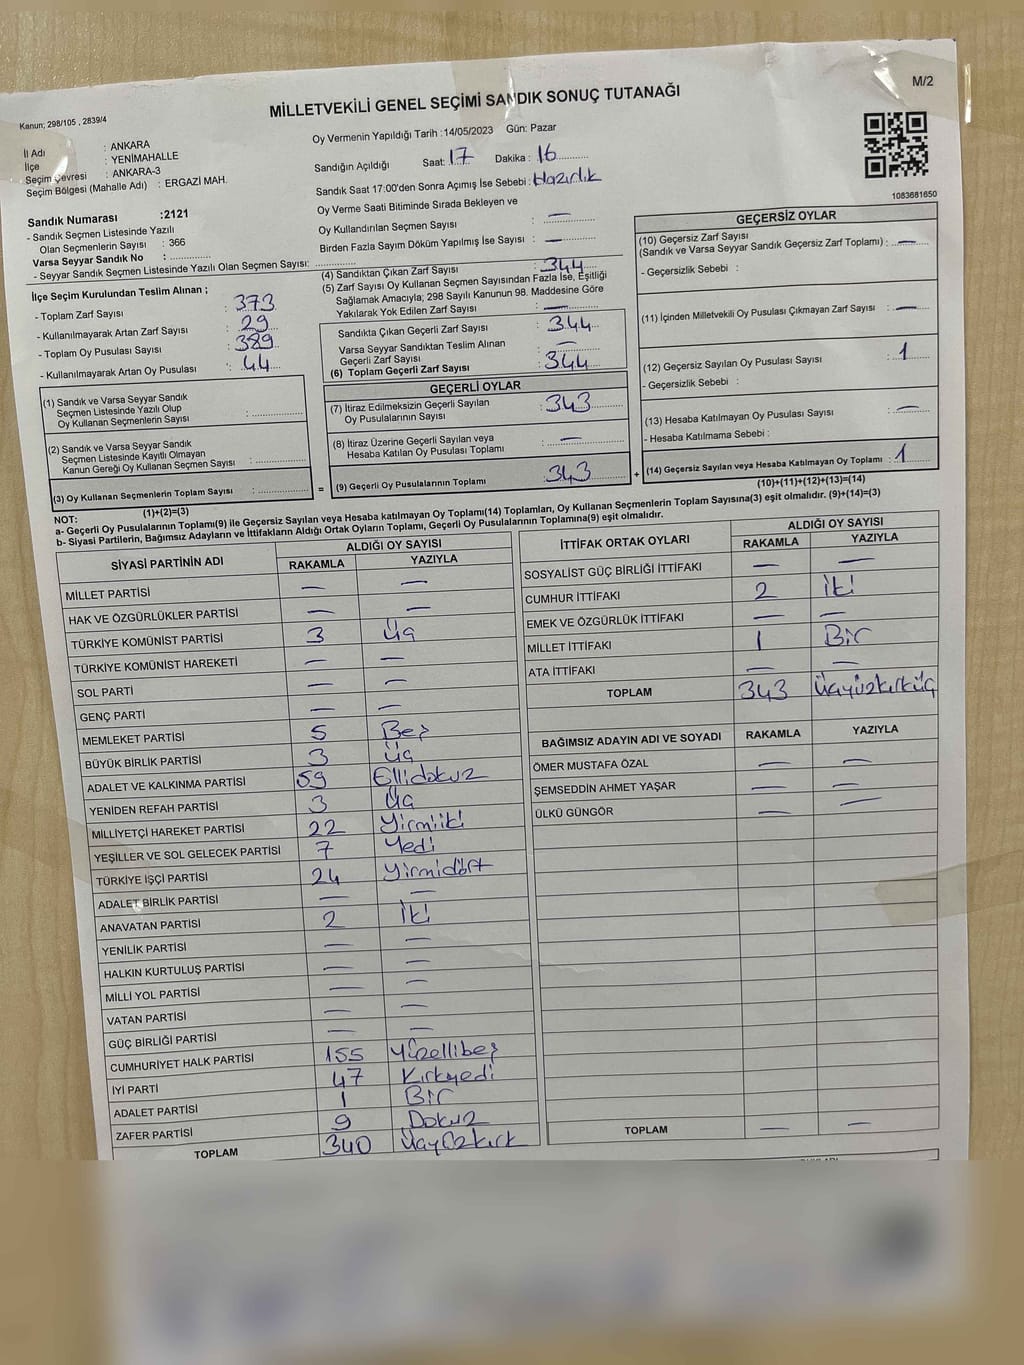 M/2
Kanun; 298/105 , 2839/4
MİLLETVEKİLİ GENEL SEÇİMİ SANDIK SONUÇ TUTANAĞI
İl Adı : ANKARA
İlçe : YENİMAHALLE
Seçim Çevresi : ANKARA-3
Seçim Bölgesi (Mahalle Adı) : ERGAZİ MAH.
Oy Vermenin Yapıldığı Tarih :14/05/2023 Gün: Pazar
Sandığın Açıldığı Saat: 17 Dakika : 16
Sandık Saat 17:00'den Sonra Açımış İse Sebebi : Hazırlık
Oy Verme Saati Bitiminde Sırada Bekleyen ve
Oy Kullandırılan Seçmen Sayısı : —
Birden Fazla Sayım Döküm Yapılmış İse Sayısı : —
1083681650
Sandık Numarası :2121
- Sandık Seçmen Listesinde Yazılı
Olan Seçmenlerin Sayısı : 366
Varsa Seyyar Sandık No :
- Seyyar Sandık Seçmen Listesinde Yazılı Olan Seçmen Sayısı:
İlçe Seçim Kurulundan Teslim Alınan ;
- Toplam Zarf Sayısı : 373
- Kullanılmayarak Artan Zarf Sayısı : 29
- Toplam Oy Pusulası Sayısı : 389
- Kullanılmayarak Artan Oy Pusulası : 44
(1) Sandık ve Varsa Seyyar Sandık
Seçmen Listesinde Yazılı Olup
Oy Kullanan Seçmenlerin Sayısı :
(2) Sandık ve Varsa Seyyar Sandık
Seçmen Listesinde Kayıtlı Olmayan
Kanun Gereği Oy Kullanan Seçmen Sayısı :
(3) Oy Kullanan Seçmenlerin Toplam Sayısı :
(1)+(2)=(3)
(4) Sandıktan Çıkan Zarf Sayısı : 344
(5) Zarf Sayısı Oy Kullanan Seçmen Sayısından Fazla İse, Eşitliği
Sağlamak Amacıyla; 298 Sayılı Kanunun 98. Maddesine Göre
Yakılarak Yok Edilen Zarf Sayısı : —
Sandıkta Çıkan Geçerli Zarf Sayısı : 344
Varsa Seyyar Sandıktan Teslim Alınan
Geçerli Zarf Sayısı : —
(6) Toplam Geçerli Zarf Sayısı : 344
GEÇERLİ OYLAR
(7) İtiraz Edilmeksizin Geçerli Sayılan
Oy Pusulalarının Sayısı : 343
(8) İtiraz Üzerine Geçerli Sayılan veya
Hesaba Katılan Oy Pusulası Toplamı : —
= (9) Geçerli Oy Pusulalarının Toplamı : 343 +
GEÇERSİZ OYLAR
(10) Geçersiz Zarf Sayısı
(Sandık ve Varsa Seyyar Sandık Geçersiz Zarf Toplamı) : —
- Geçersizlik Sebebi :
(11) İçinden Milletvekili Oy Pusulası Çıkmayan Zarf Sayısı : —
(12) Geçersiz Sayılan Oy Pusulası Sayısı : 1
- Geçersizlik Sebebi :
(13) Hesaba Katılmayan Oy Pusulası Sayısı : —
- Hesaba Katılmama Sebebi :
(14) Geçersiz Sayılan veya Hesaba Katılmayan Oy Toplamı : 1
(10)+(11)+(12)+(13)=(14)
NOT:
a- Geçerli Oy Pusulalarının Toplamı(9) ile Geçersiz Sayılan veya Hesaba katılmayan Oy Toplamı(14) Toplamları, Oy Kullanan Seçmenlerin Toplam Sayısına(3) eşit olmalıdır. (9)+(14)=(3)
b- Siyasi Partilerin, Bağımsız Adayların ve İttifakların Aldığı Ortak Oyların Toplamı, Geçerli Oy Pusulalarının Toplamına(9) eşit olmalıdır.
SİYASİ PARTİNİN ADI ALDIĞI OY SAYISI
RAKAMLA YAZIYLA
MİLLET PARTİSİ — —
HAK VE ÖZGÜRLÜKLER PARTİSİ — —
TÜRKİYE KOMÜNİST PARTİSİ 3 Üç
TÜRKİYE KOMÜNİST HAREKETİ — —
SOL PARTİ — —
GENÇ PARTİ — —
MEMLEKET PARTİSİ 5 Beş
BÜYÜK BİRLİK PARTİSİ 3 Üç
ADALET VE KALKINMA PARTİSİ 59 Ellidokuz
YENİDEN REFAH PARTİSİ 3 Üç
MİLLİYETÇİ HAREKET PARTİSİ 22 Yirmiiki
YEŞİLLER VE SOL GELECEK PARTİSİ 7 Yedi
TÜRKİYE İŞÇİ PARTİSİ 24 Yirmidört
ADALET BİRLİK PARTİSİ — —
ANAVATAN PARTİSİ 2 İki
YENİLİK PARTİSİ — —
HALKIN KURTULUŞ PARTİSİ — —
MİLLİ YOL PARTİSİ — —
VATAN PARTİSİ — —
GÜÇ BİRLİĞİ PARTİSİ — —
CUMHURİYET HALK PARTİSİ 155 Yüzellibeş
İYİ PARTİ 47 Kırkyedi
ADALET PARTİSİ 1 Bir
ZAFER PARTİSİ 9 Dokuz
TOPLAM 340 Üçyüzkırk
İTTİFAK ORTAK OYLARI ALDIĞI OY SAYISI
RAKAMLA YAZIYLA
SOSYALİST GÜÇ BİRLİĞİ İTTİFAKI — —
CUMHUR İTTİFAKI 2 İki
EMEK VE ÖZGÜRLÜK İTTİFAKI — —
MİLLET İTTİFAKI 1 Bir
ATA İTTİFAKI — —
TOPLAM 343 Üçyüzkırküç
BAĞIMSIZ ADAYIN ADI VE SOYADI RAKAMLA YAZIYLA
ÖMER MUSTAFA ÖZAL — —
ŞEMSEDDİN AHMET YAŞAR — —
ÜLKÜ GÜNGÖR — —
TOPLAM — —